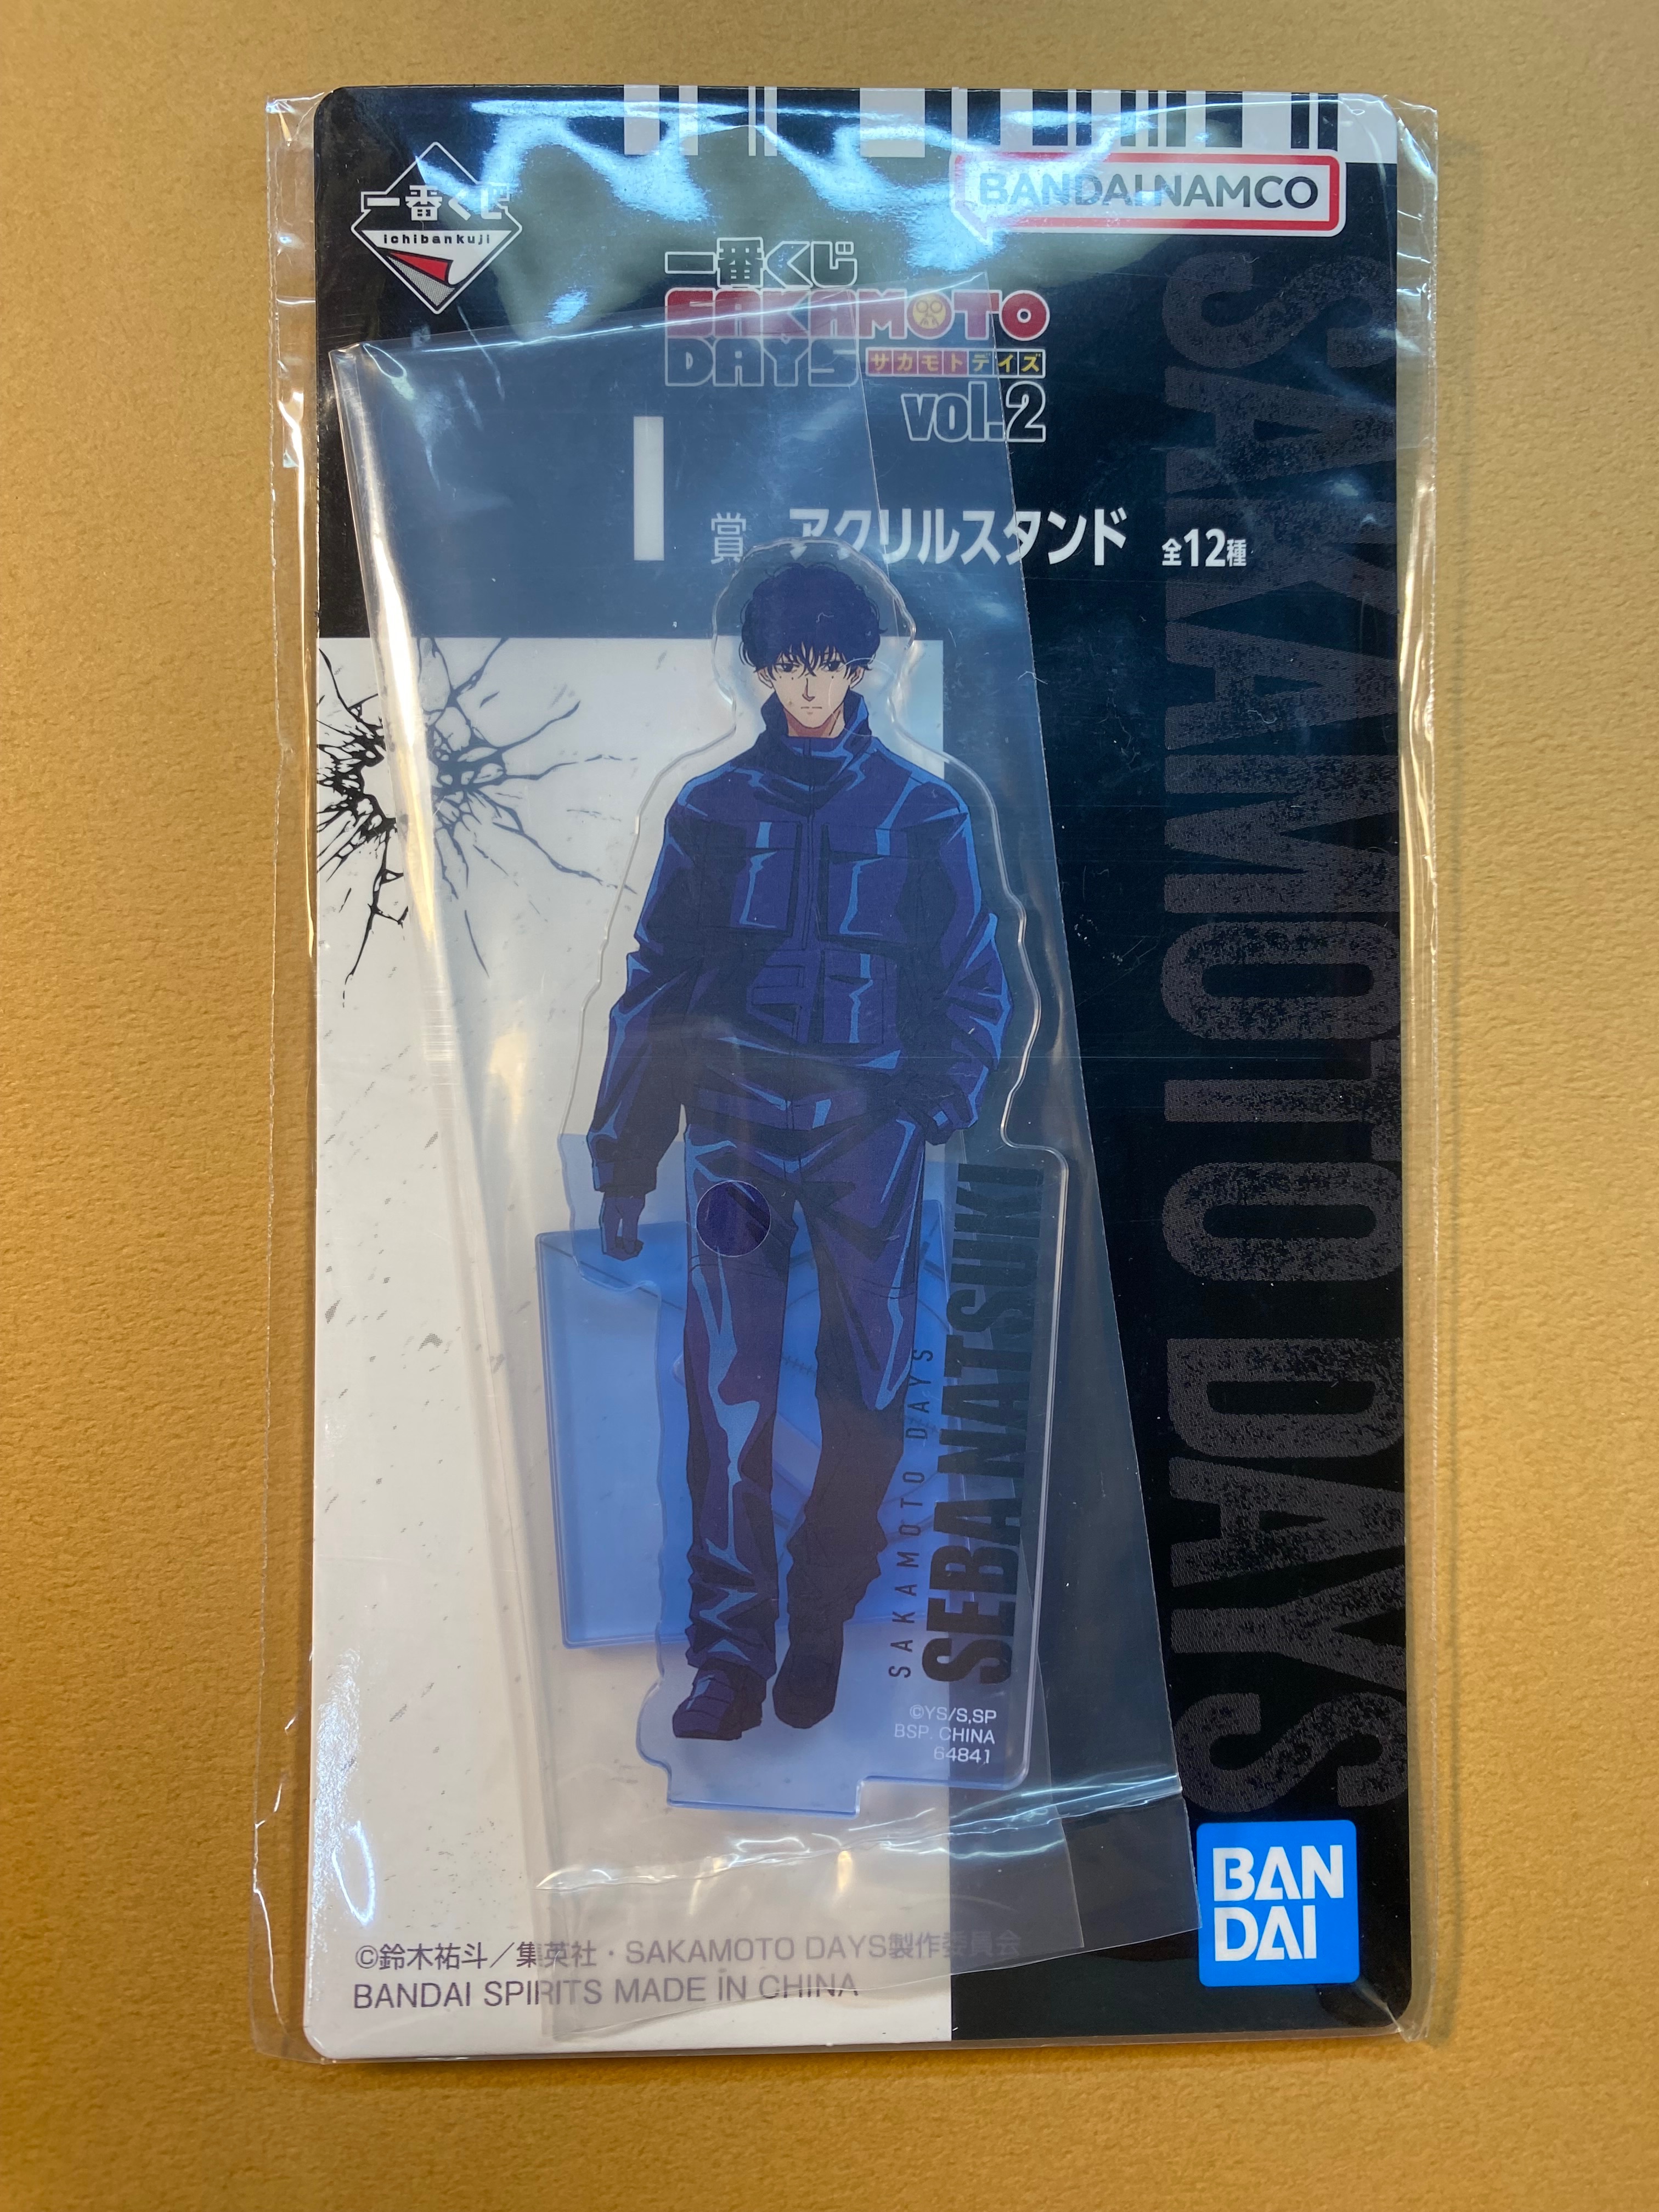 一番くじ
ichibankuji
BANDAI NAMCO
一番くじ
SAKAMOTO
DAYS サカモトデイズ
vol.2
I賞 アクリルスタンド 全12種
SAKAMOTO DAYS
SAKAMOTO DAYS
SEBA NATSUKI
©YS/S,SP
BSP. CHINA
64841
BAN
DAI
©鈴木祐斗／集英社・SAKAMOTO DAYS製作委員会
BANDAI SPIRITS MADE IN CHINA